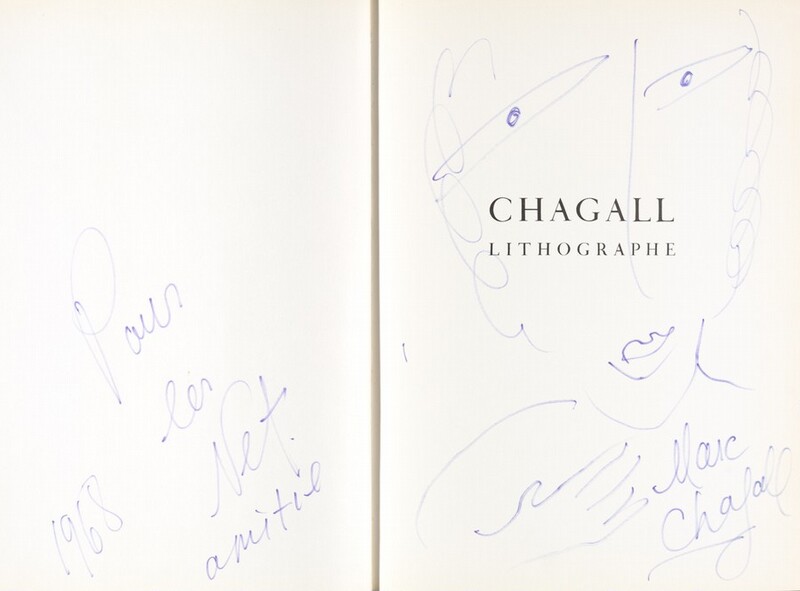 Pour
les
Net.
amitié
1968
CHAGALL
LITHOGRAPHE
Marc
Chagall